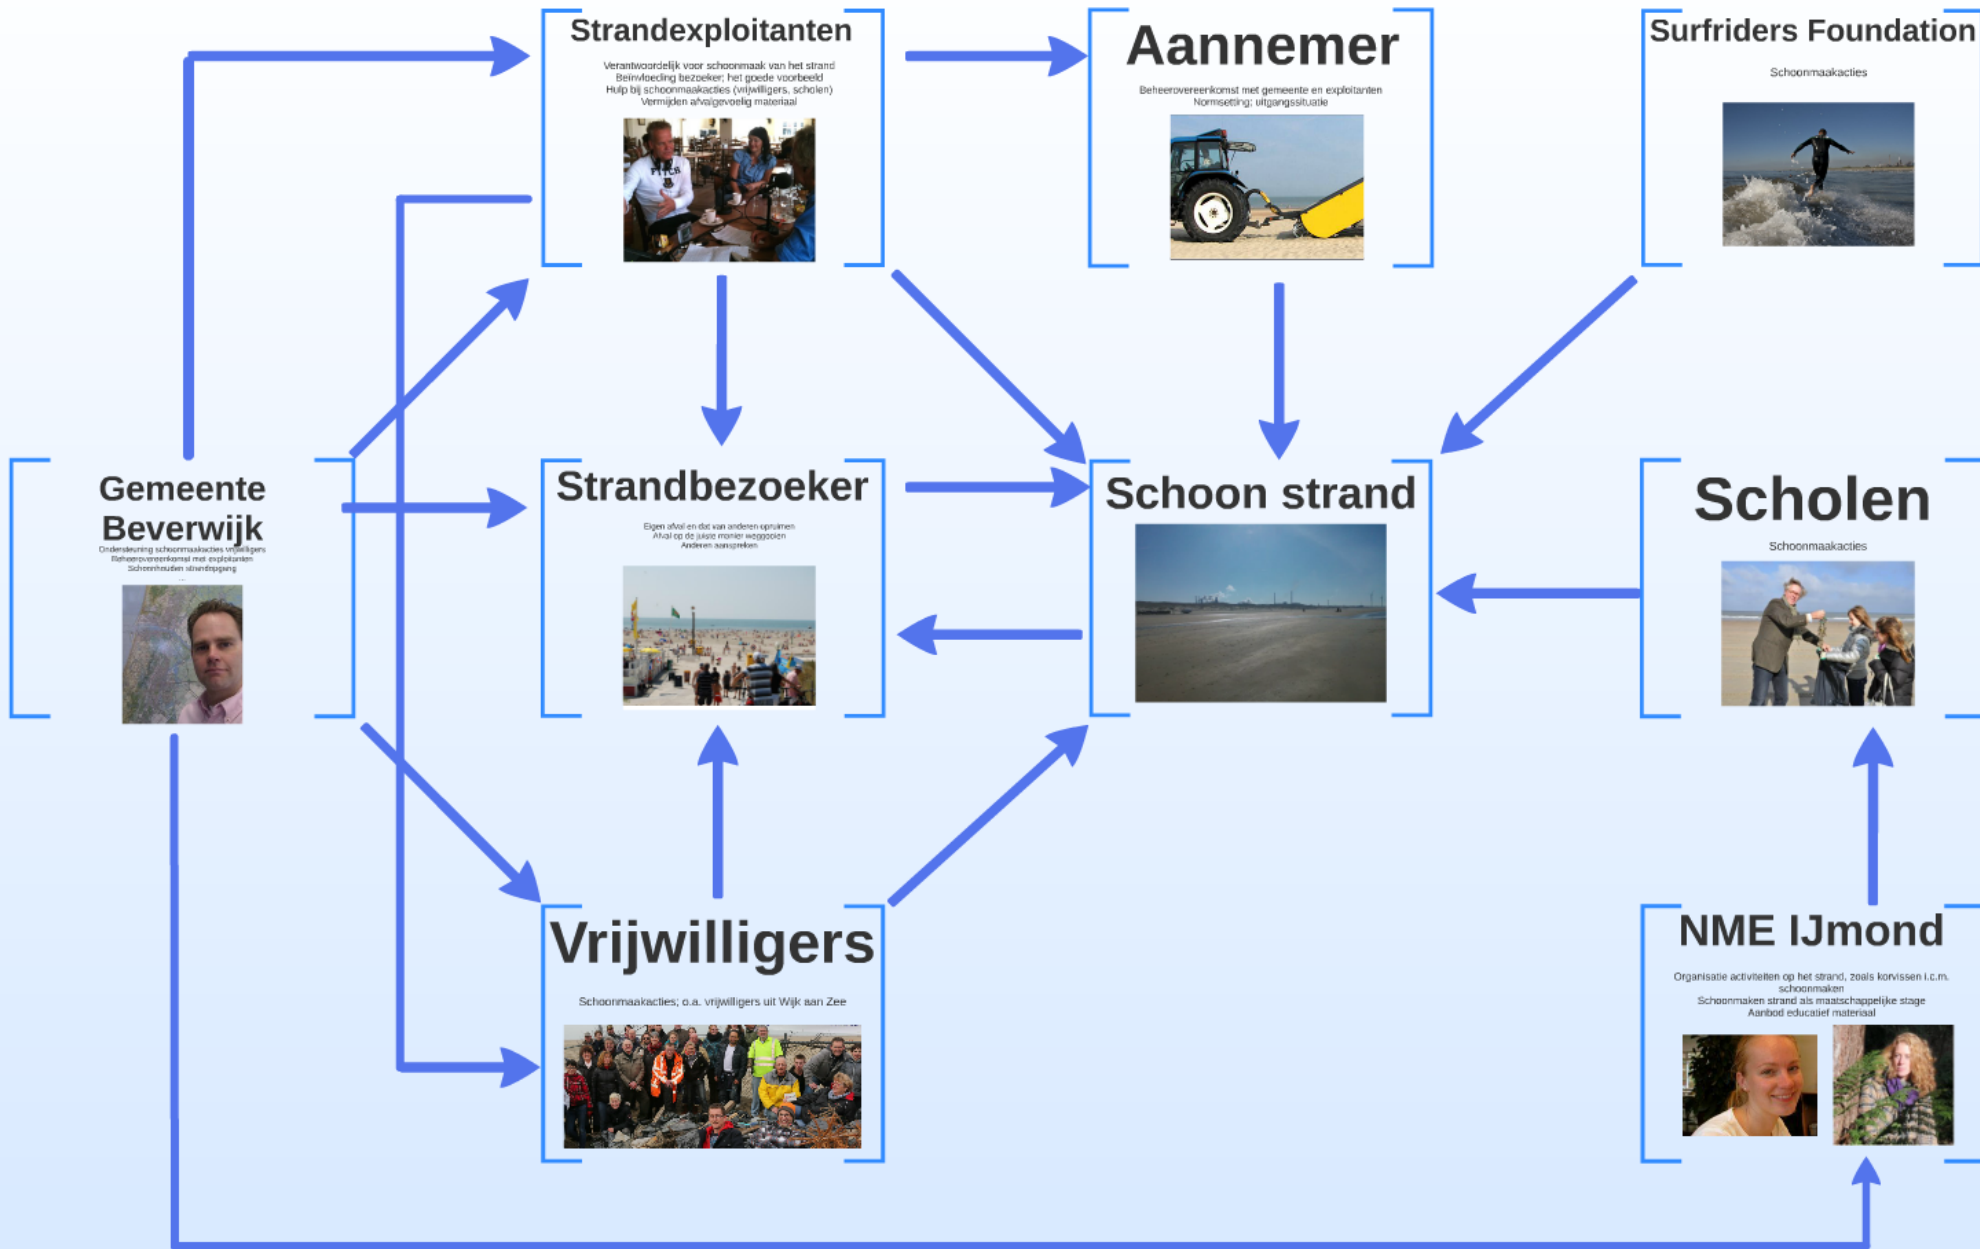 Strandexploitanten
Verantwoordelijk voor schoonmaak van het strand
Beïnvloeding bezoeker; het goede voorbeeld
Hulp bij schoonmaakacties (vrijwilligers, scholen)
Vermijden afvalgevoelig materiaal
FITCH
Aannemer
Beheerovereenkomst met gemeente en exploitanten
Normsetting; uitgangssituatie
Surfriders Foundation
Schoonmaakacties
Gemeente
Beverwijk
Ondersteuning schoonmaakacties vrijwilligers
Beheerovereenkomst met exploitanten
Schoonhouden strandopgang
...
Strandbezoeker
Eigen afval en dat van anderen opruimen
Afval op de juiste manier weggooien
Anderen aanspreken
Schoon strand
Scholen
Schoonmaakacties
Vrijwilligers
Schoonmaakacties; o.a. vrijwilligers uit Wijk aan Zee
NME IJmond
Organisatie activiteiten op het strand, zoals korvissen i.c.m.
schoonmaken
Schoonmaken strand als maatschappelijke stage
Aanbod educatief materiaal